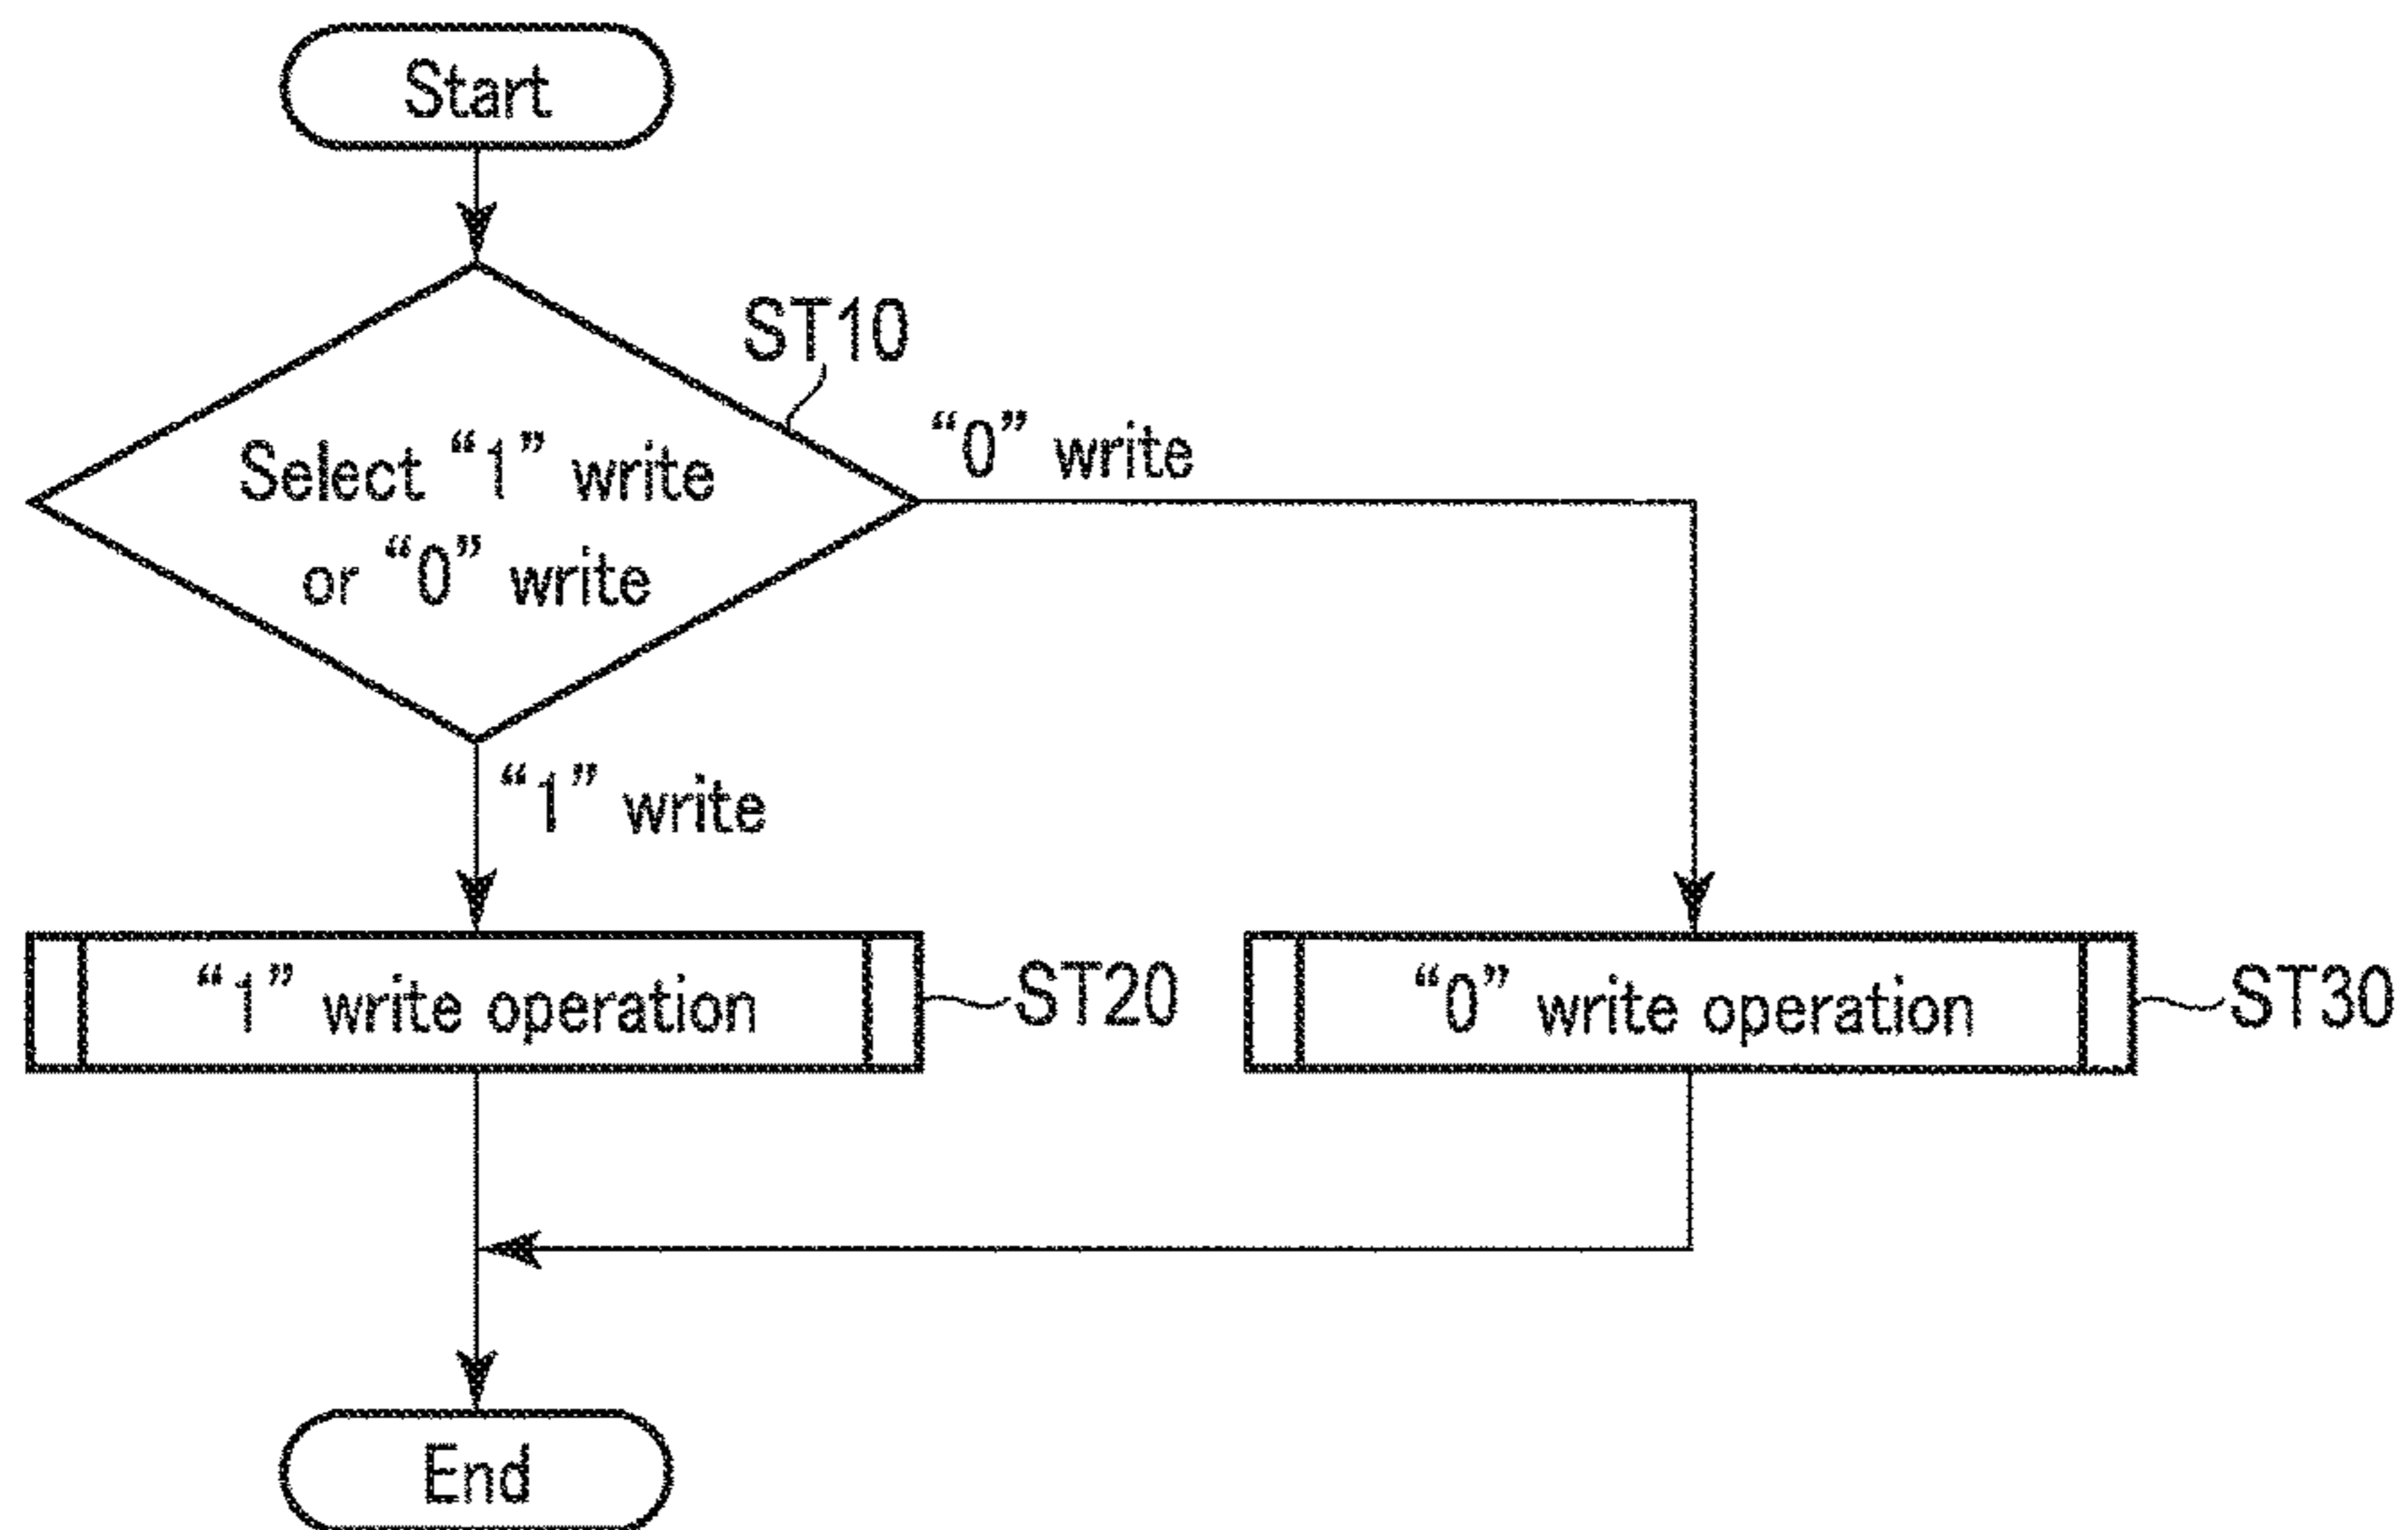 Start
ST10
Select “1” write
or “0” write
“0” write
“1” write
“1” write operation
ST20
“0” write operation
ST30
End